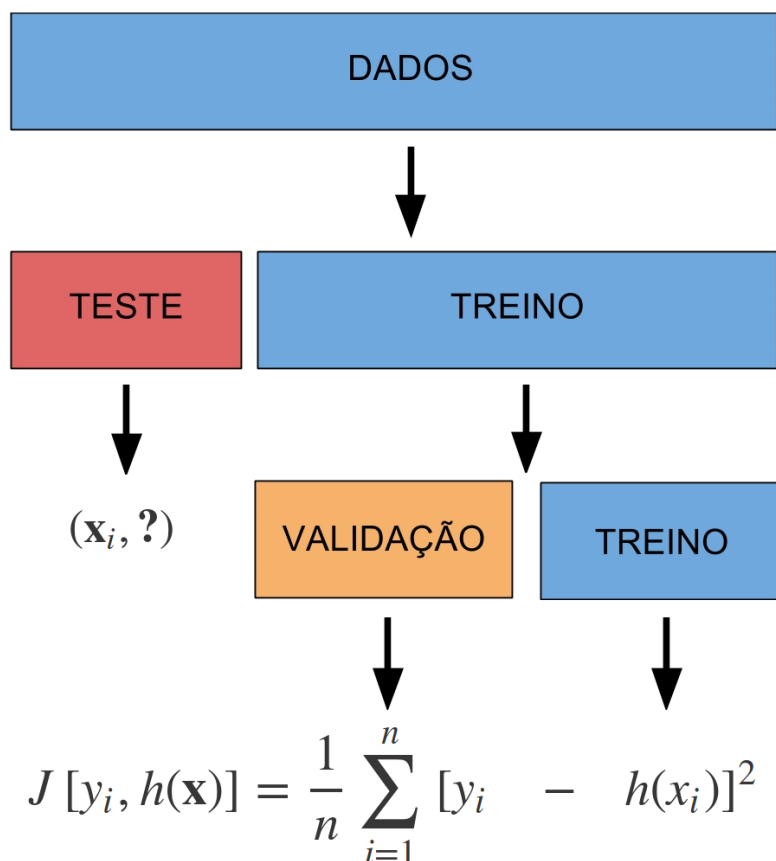 DADOS
TESTE TREINO
(𝐱ᵢ, ?) VALIDAÇÃO TREINO
J [yᵢ, h(𝐱)] = 1/n ∑ᵢ₌₁ⁿ [yᵢ - h(xᵢ)]²